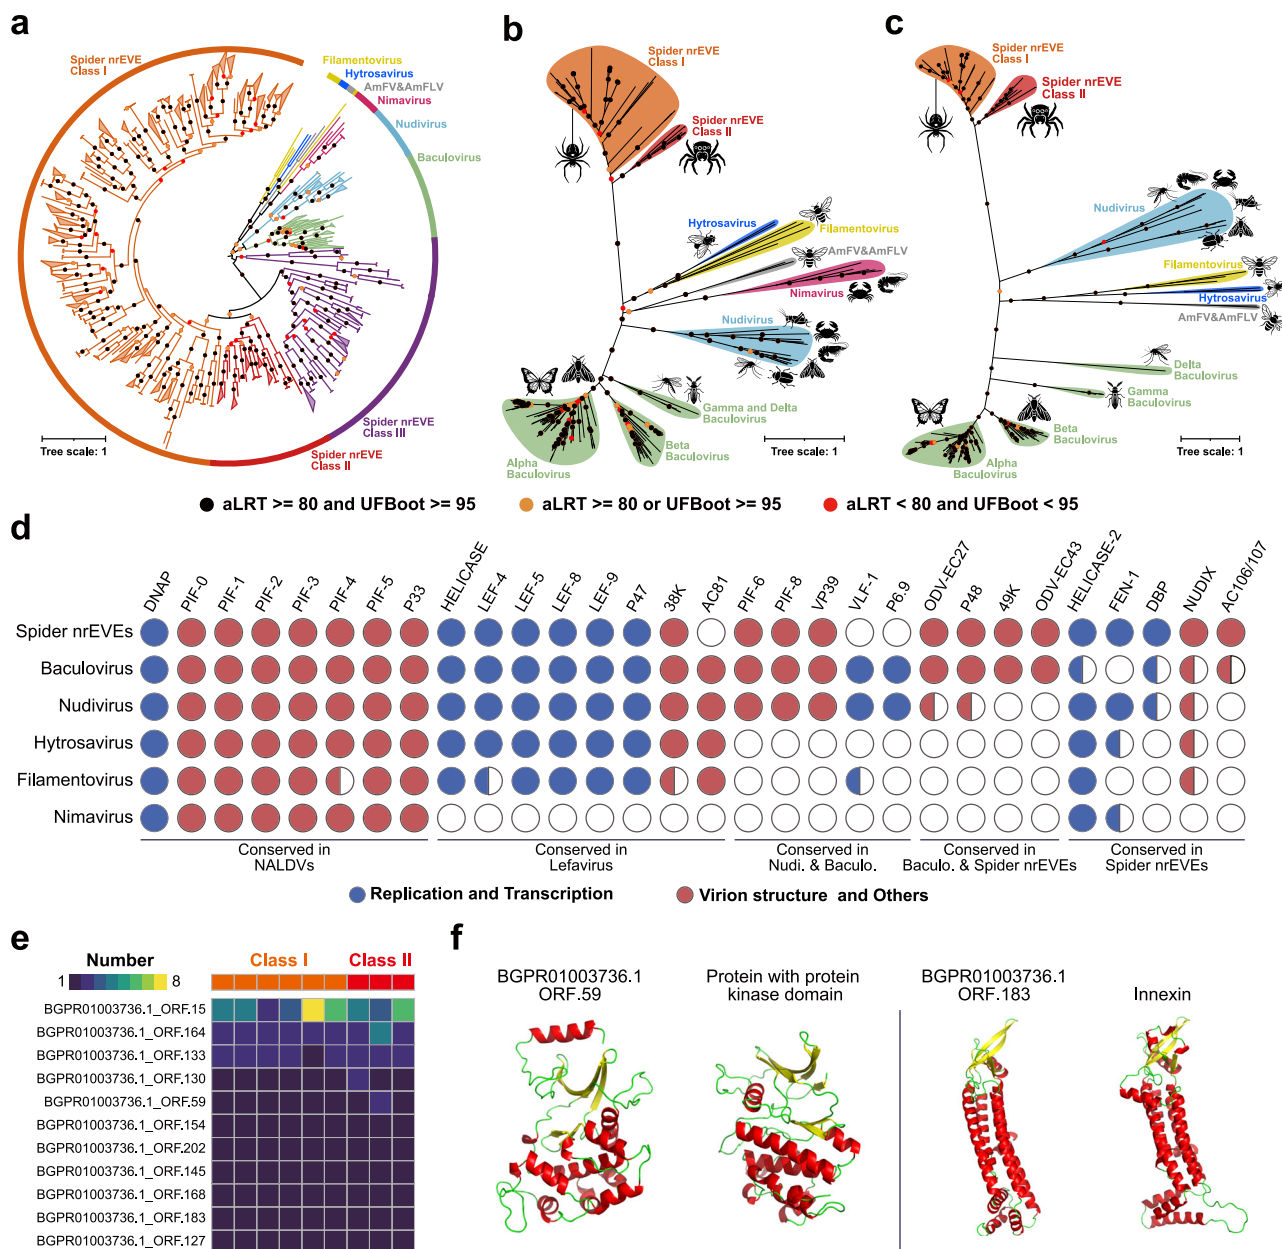 a
Spider nrEVE
Class I
Filamentovirus
Hytrosavirus
AmFV&AmFLV
Nimavirus
Nudivirus
Baculovirus
Spider nrEVE
Class III
Spider nrEVE
Class II
Tree scale: 1
b
Spider nrEVE
Class I
Spider nrEVE
Class II
Hytrosavirus
Filamentovirus
AmFV&AmFLV
Nimavirus
Nudivirus
Gamma and Delta
Baculovirus
Beta
Baculovirus
Alpha
Baculovirus
Tree scale: 1
c
Spider nrEVE
Class I
Spider nrEVE
Class II
Nudivirus
Filamentovirus
Hytrosavirus
AmFV&AmFLV
Delta
Baculovirus
Gamma
Baculovirus
Beta
Baculovirus
Alpha
Baculovirus
Tree scale: 1
aLRT >= 80 and UFBoot >= 95
aLRT >= 80 or UFBoot >= 95
aLRT < 80 and UFBoot < 95
d
DNAP
PIF-0
PIF-1
PIF-2
PIF-3
PIF-4
PIF-5
P33
HELICASE
LEF-4
LEF-5
LEF-8
LEF-9
P47
38K
AC81
PIF-6
PIF-8
VP39
VLF-1
P6.9
ODV-EC27
P48
49K
ODV-EC43
HELICASE-2
FEN-1
DBP
NUDIX
AC106/107
Spider nrEVEs
Baculovirus
Nudivirus
Hytrosavirus
Filamentovirus
Nimavirus
Conserved in
NALDVs
Conserved in
Lefavirus
Conserved in
Nudi. & Baculo.
Conserved in
Baculo. & Spider nrEVEs
Conserved in
Spider nrEVEs
Replication and Transcription
Virion structure and Others
e
Number
1
8
Class I
Class II
BGPR01003736.1_ORF.15
BGPR01003736.1_ORF.164
BGPR01003736.1_ORF.133
BGPR01003736.1_ORF.130
BGPR01003736.1_ORF.59
BGPR01003736.1_ORF.154
BGPR01003736.1_ORF.202
BGPR01003736.1_ORF.145
BGPR01003736.1_ORF.168
BGPR01003736.1_ORF.183
BGPR01003736.1_ORF.127
f
BGPR01003736.1
ORF.59
Protein with protein
kinase domain
BGPR01003736.1
ORF.183
Innexin